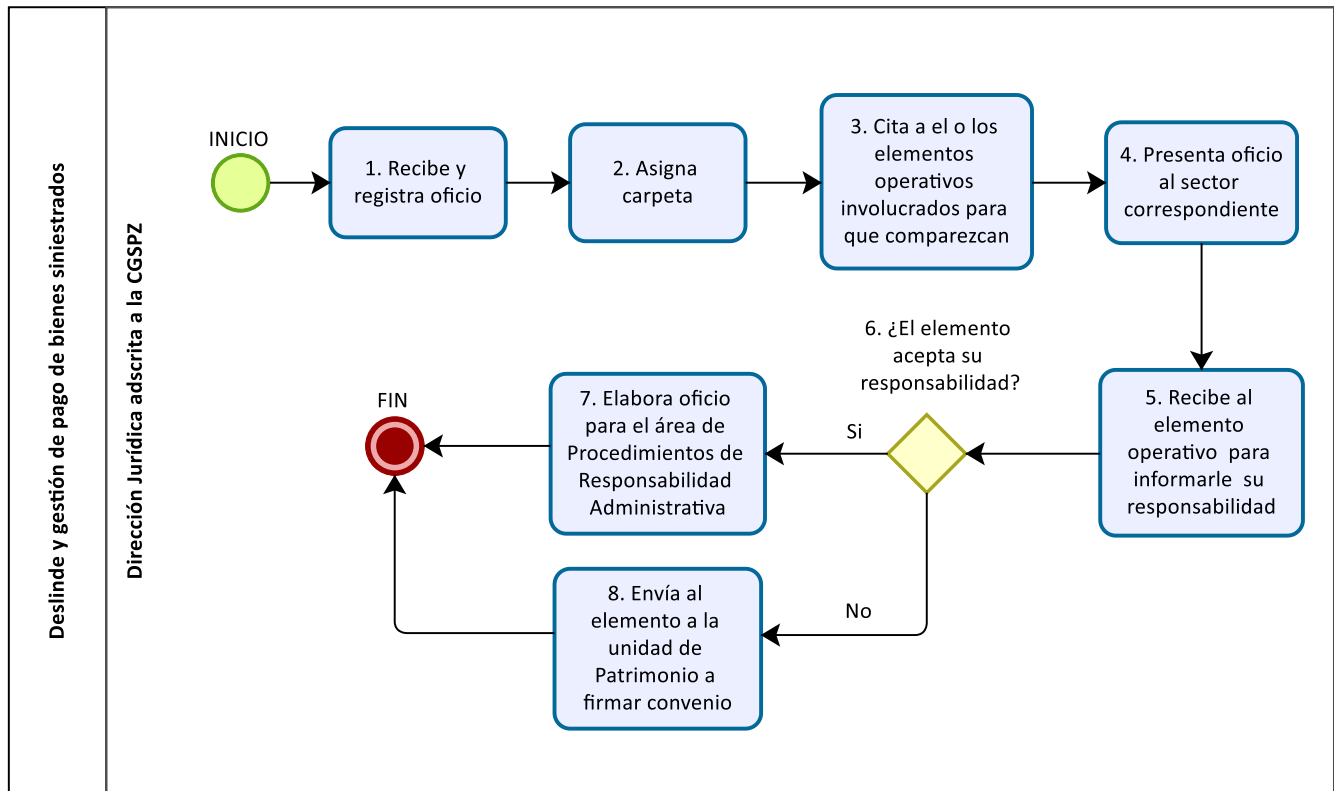 Deslinde y gestión de pago de bienes siniestrados
Dirección Jurídica adscrita a la CGSPZ
INICIO
1. Recibe y
registra oficio
2. Asigna
carpeta
3. Cita a el o los
elementos
operativos
involucrados para
que comparezcan
4. Presenta oficio
al sector
correspondiente
5. Recibe al
elemento
operativo para
informarle su
responsabilidad
6. ¿El elemento
acepta su
responsabilidad?
Si
7. Elabora oficio
para el área de
Procedimientos de
Responsabilidad
Administrativa
FIN
No
8. Envía al
elemento a la
unidad de
Patrimonio a
firmar convenio